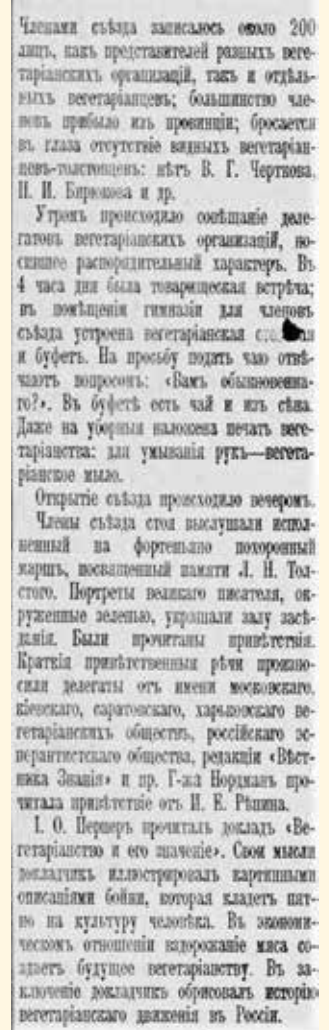 Членами съѣзда записалось около 200
лицъ, какъ представителей разныхъ веге-
таріанскихъ организацій, такъ и отдѣль-
ныхъ вегетаріанцевъ; большинство чле-
новъ прибыло изъ провинціи; бросается
въ глаза отсутствіе видныхъ вегетаріан-
цевъ-толстовцевъ: нѣтъ В. Г. Черткова,
П. И. Бирюкова и др.
Утромъ происходило совѣщаніе деле-
гатовъ вегетаріанскихъ организацій, но-
сившее распорядительный характеръ. Въ
4 часа дня была товарищеская встрѣча;
въ помѣщеніи гимназіи для членовъ
съѣзда устроена вегетаріанская
и буфетъ. На просьбу подать чаю отвѣ-
чаютъ вопросомъ: «Вамъ обыкновенна-
го?». Въ буфетѣ есть чай и изъ сѣна.
Даже на уборныя наложена печать веге-
таріанства: для умыванія рукъ—вегета-
ріанское мыло.
Открытіе съѣзда происходило вечеромъ.
Члены съѣзда стоя выслушали испол-
ненный на фортепьяно похоронный
маршъ, посвященный памяти Л. Н. Тол-
стого. Портреты великаго писателя, ок-
руженные зеленью, украшали залу засѣ-
данія. Были прочитаны привѣтствія.
Краткія привѣтственныя рѣчи произно-
сили делегаты отъ имени московскаго,
кіевскаго, саратовскаго, харьковскаго ве-
гетаріанскихъ обществъ, россійскаго эс-
перантистскаго общества, редакціи «Вѣст-
ника Знанія» и пр. Г-жа Нордманъ про-
читала привѣтствіе отъ И. Е. Рѣпина.
І. О. Перперъ прочиталъ докладъ «Ве-
гетаріанство и его значеніе». Свои мысли
докладчикъ иллюстрировалъ картинными
описаніями бойни, которая кладетъ пят-
но на культуру человѣка. Въ экономи-
ческомъ отношеніи вздорожаніе мяса со-
здаетъ будущее вегетаріанству. Въ за-
ключеніе докладчикъ обрисовалъ исторію
вегетаріанскаго движенія въ Россіи.